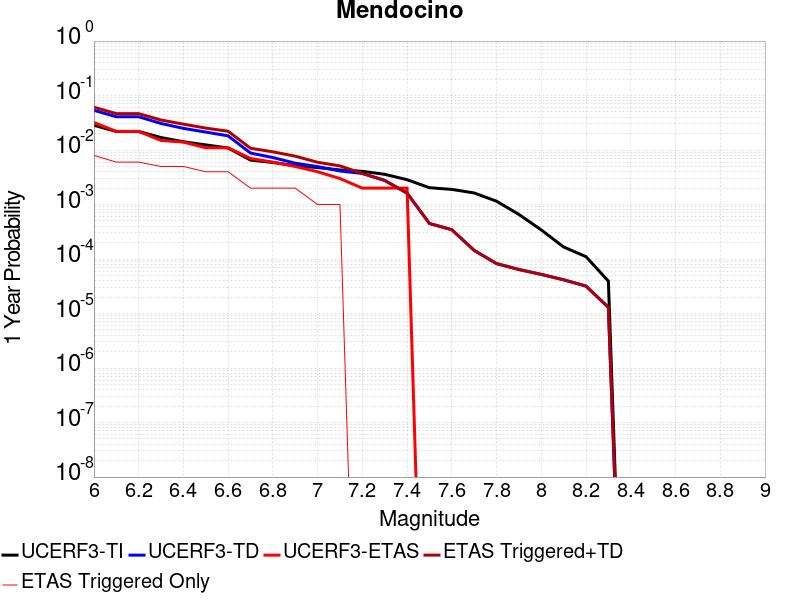 Mendocino
10^0
10^-1
10^-2
10^-3
10^-4
10^-5
10^-6
10^-7
10^-8
1 Year Probability
6 6.2 6.4 6.6 6.8 7 7.2 7.4 7.6 7.8 8 8.2 8.4 8.6 8.8 9
Magnitude
UCERF3-TI UCERF3-TD UCERF3-ETAS ETAS Triggered+TD
ETAS Triggered Only